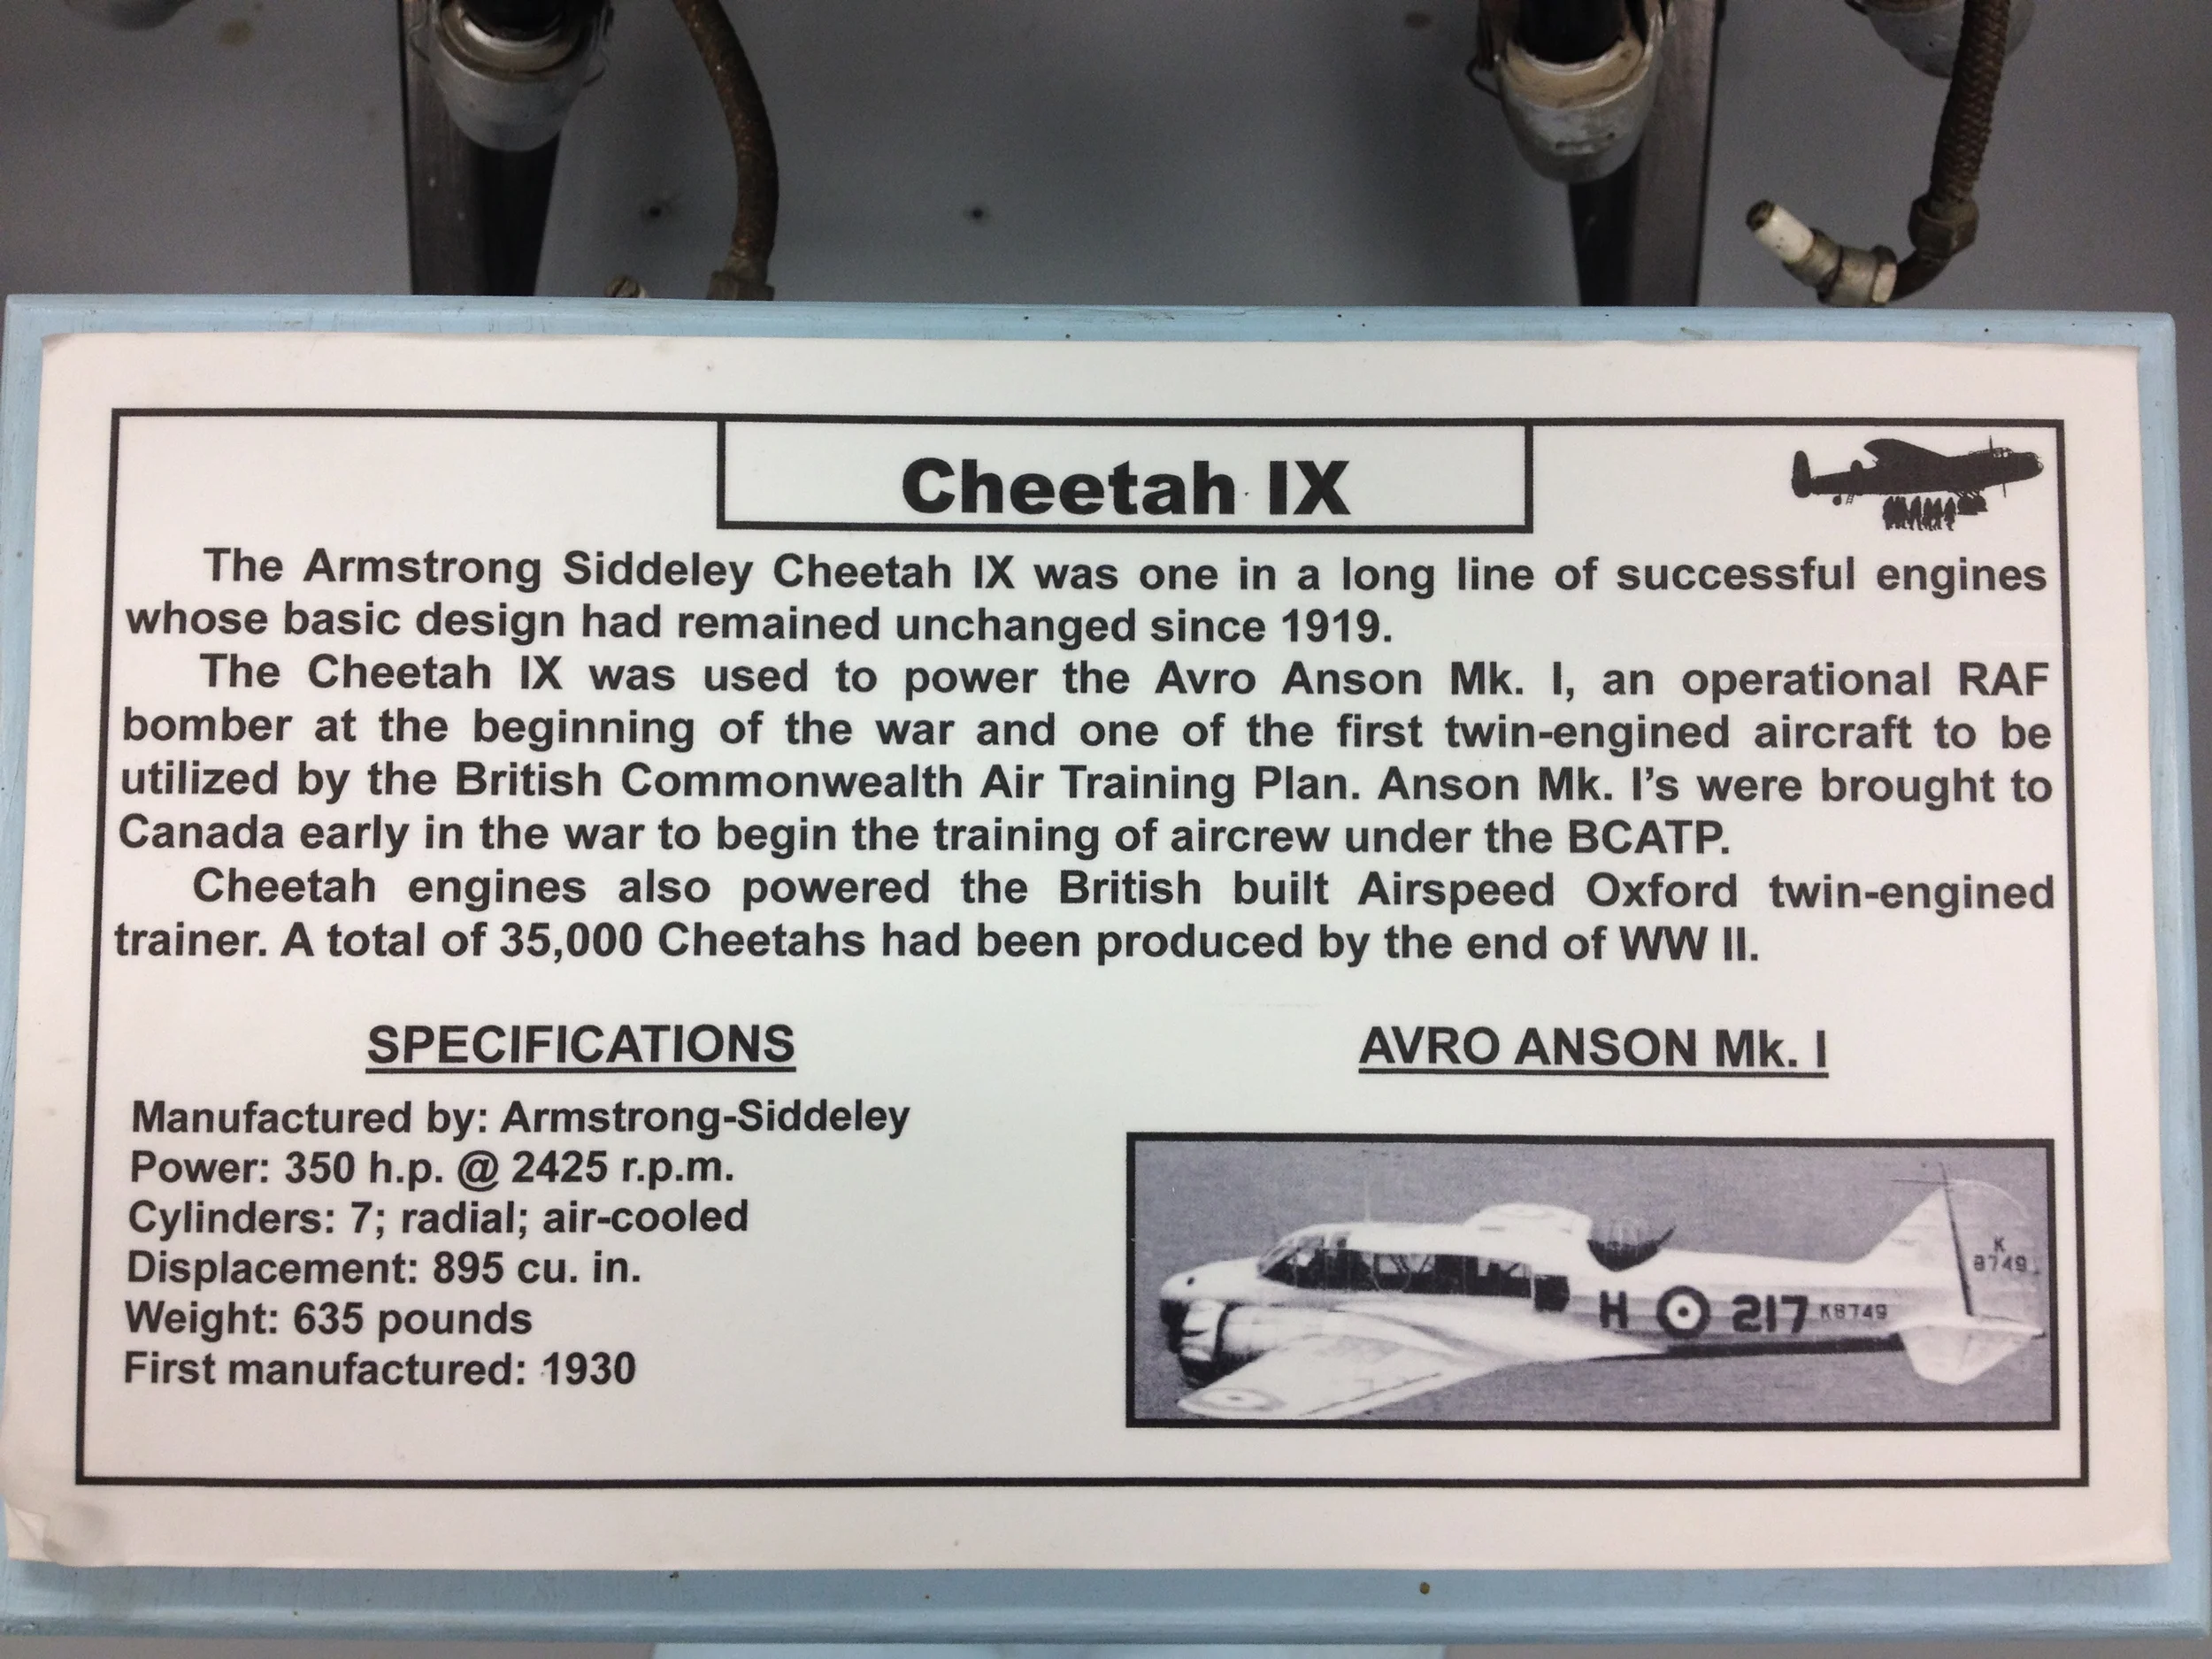 Cheetah IX
The Armstrong Siddeley Cheetah IX was one in a long line of successful engines
whose basic design had remained unchanged since 1919.
The Cheetah IX was used to power the Avro Anson Mk. I, an operational RAF
bomber at the beginning of the war and one of the first twin-engined aircraft to be
utilized by the British Commonwealth Air Training Plan. Anson Mk. I's were brought to
Canada early in the war to begin the training of aircrew under the BCATP.
Cheetah engines also powered the British built Airspeed Oxford twin-engined
trainer. A total of 35,000 Cheetahs had been produced by the end of WW II.
SPECIFICATIONS
Manufactured by: Armstrong-Siddeley
Power: 350 h.p. @ 2425 r.p.m.
Cylinders: 7; radial; air-cooled
Displacement: 895 cu. in.
Weight: 635 pounds
First manufactured: 1930
AVRO ANSON Mk. I
K
8749
H 217 K8749